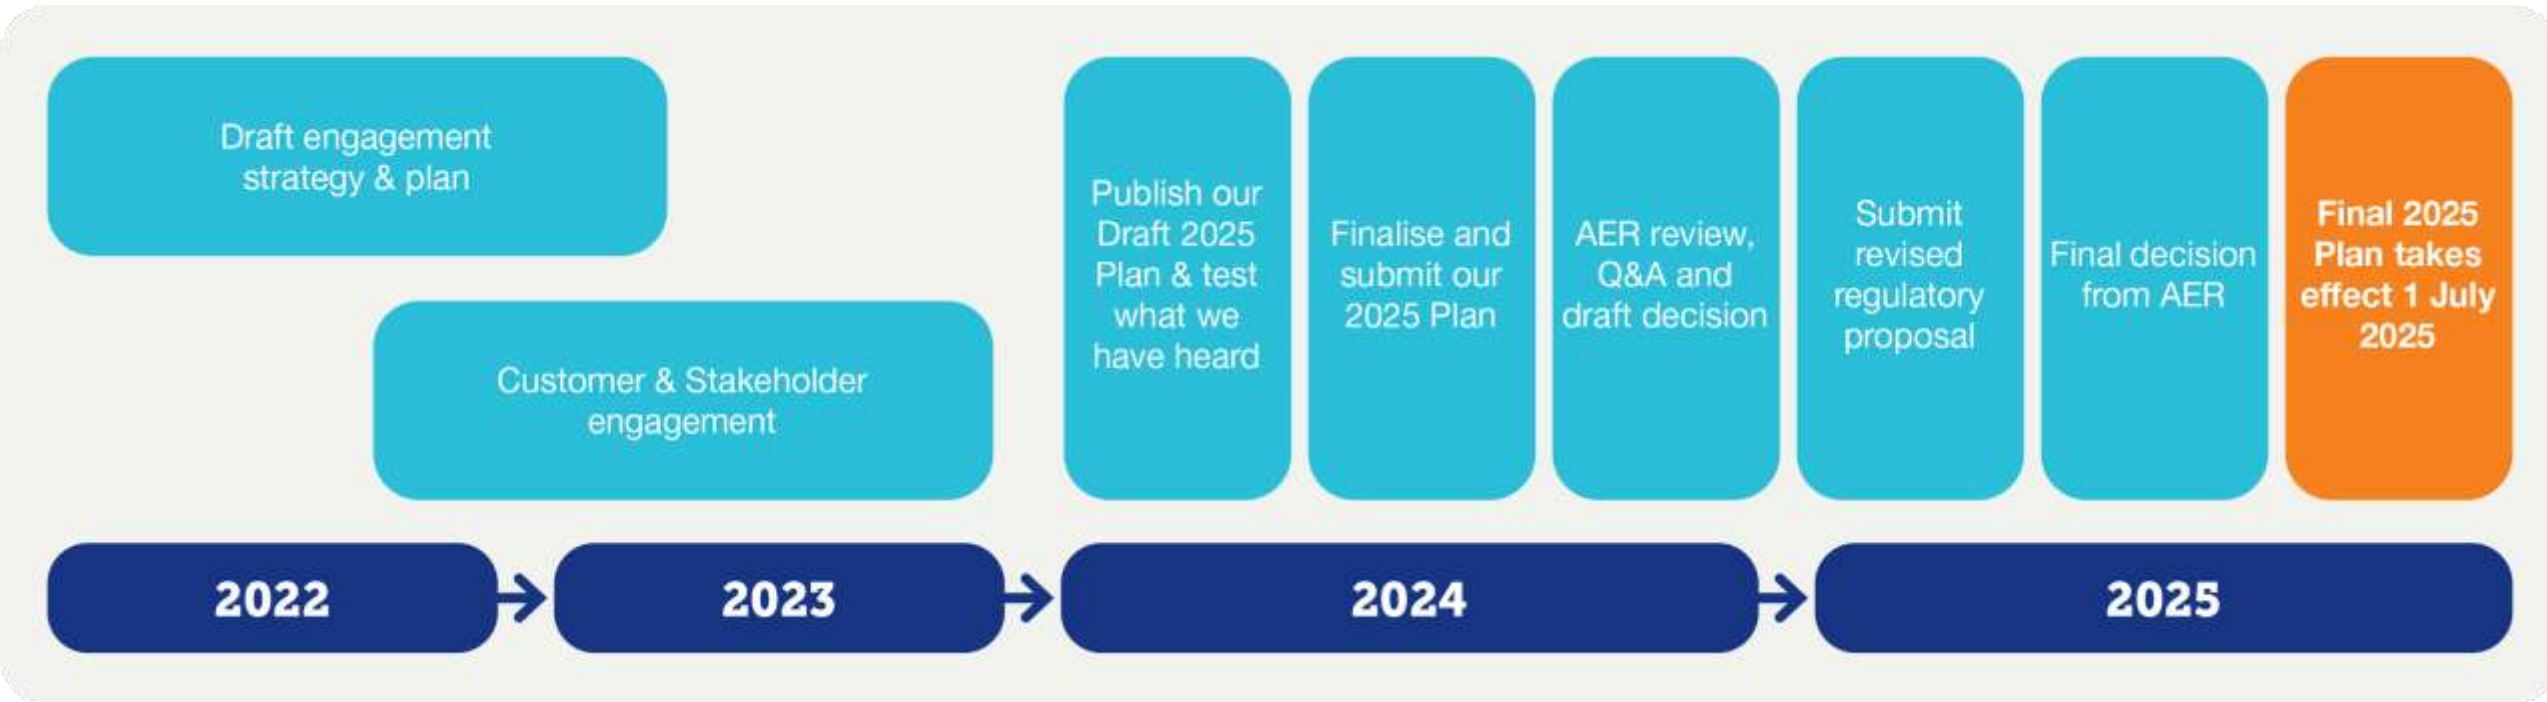 Draft engagement
strategy & plan
Customer & Stakeholder
engagement
Publish our
Draft 2025
Plan & test
what we
have heard
Finalise and
submit our
2025 Plan
AER review,
Q&A and
draft decision
Submit
revised
regulatory
proposal
Final decision
from AER
Final 2025
Plan takes
effect 1 July
2025
2022
2023
2024
2025